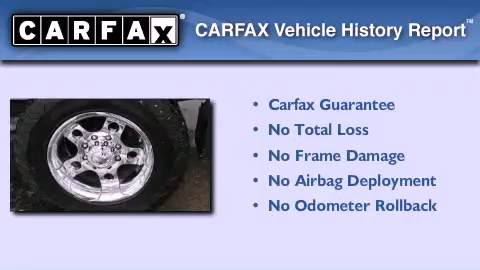 CARFAX® CARFAX Vehicle History Report™
• Carfax Guarantee
• No Total Loss
• No Frame Damage
• No Airbag Deployment
• No Odometer Rollback